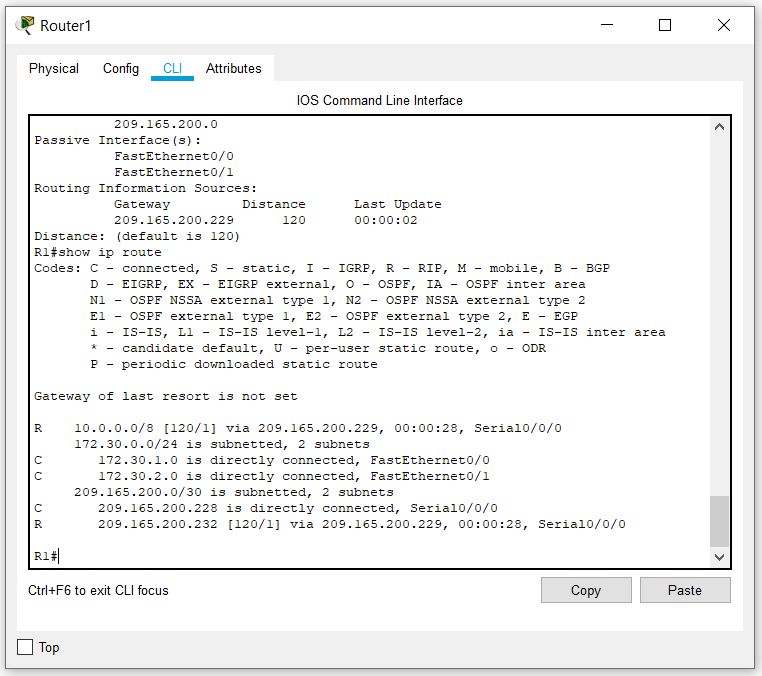 Router1
Physical Config CLI Attributes
IOS Command Line Interface
209.165.200.0
Passive Interface(s):
FastEthernet0/0
FastEthernet0/1
Routing Information Sources:
Gateway Distance Last Update
209.165.200.229 120 00:00:02
Distance: (default is 120)
R1#show ip route
Codes: C - connected, S - static, I - IGRP, R - RIP, M - mobile, B - BGP
D - EIGRP, EX - EIGRP external, O - OSPF, IA - OSPF inter area
N1 - OSPF NSSA external type 1, N2 - OSPF NSSA external type 2
E1 - OSPF external type 1, E2 - OSPF external type 2, E - EGP
i - IS-IS, L1 - IS-IS level-1, L2 - IS-IS level-2, ia - IS-IS inter area
* - candidate default, U - per-user static route, o - ODR
P - periodic downloaded static route
Gateway of last resort is not set
R 10.0.0.0/8 [120/1] via 209.165.200.229, 00:00:28, Serial0/0/0
172.30.0.0/24 is subnetted, 2 subnets
C 172.30.1.0 is directly connected, FastEthernet0/0
C 172.30.2.0 is directly connected, FastEthernet0/1
209.165.200.0/30 is subnetted, 2 subnets
C 209.165.200.228 is directly connected, Serial0/0/0
R 209.165.200.232 [120/1] via 209.165.200.229, 00:00:28, Serial0/0/0
R1#
Ctrl+F6 to exit CLI focus
Copy Paste
Top